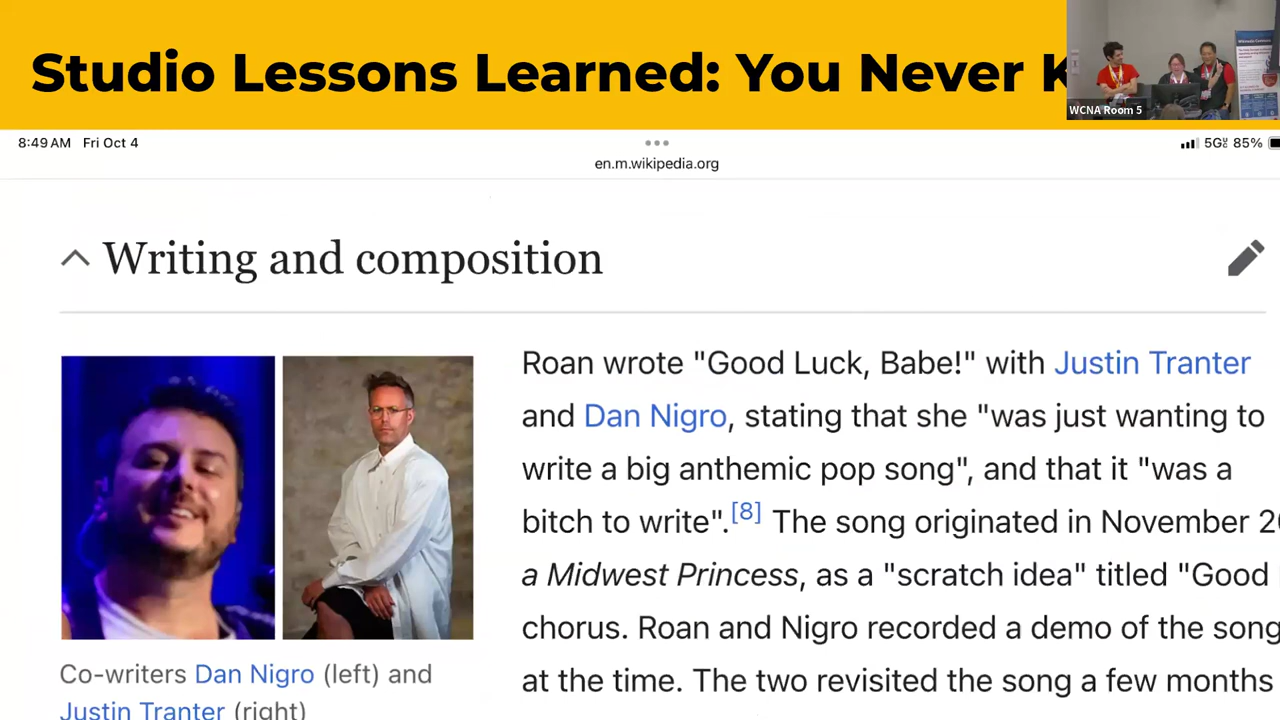 Studio Lessons Learned: You Never K
WCNA Room 5
8:49 AM Fri Oct 4
5G 85%
en.m.wikipedia.org
Writing and composition
Roan wrote "Good Luck, Babe!" with Justin Tranter
and Dan Nigro, stating that she "was just wanting to
write a big anthemic pop song", and that it "was a
bitch to write".[8] The song originated in November 20
a Midwest Princess, as a "scratch idea" titled "Good
chorus. Roan and Nigro recorded a demo of the song
at the time. The two revisited the song a few months
Co-writers Dan Nigro (left) and
Justin Tranter (right)